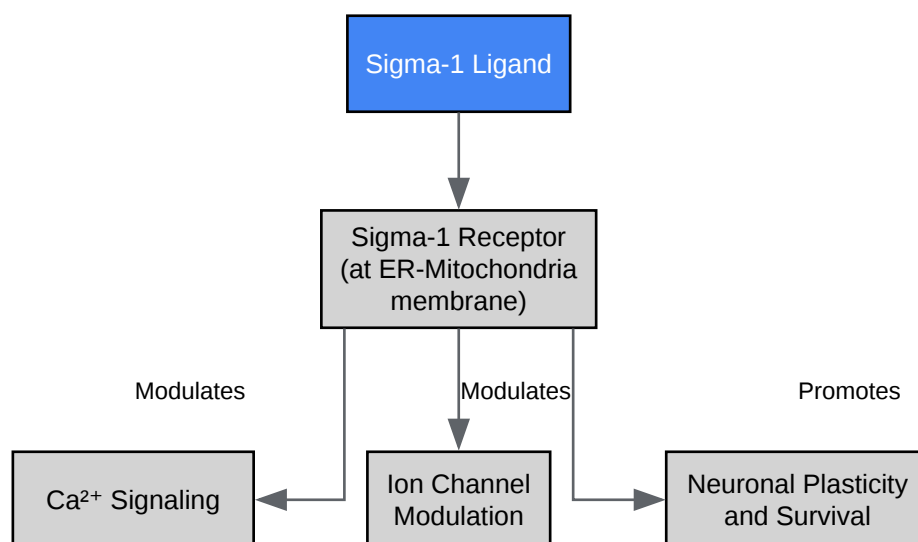 Sigma-1 Ligand
Sigma-1 Receptor
(at ER-Mitochondria
membrane)
Modulates
Modulates
Promotes
Ca²⁺ Signaling
Ion Channel
Modulation
Neuronal Plasticity
and Survival